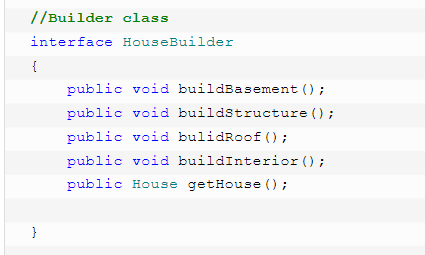 //Builder class
interface HouseBuilder
{
    public void buildBasement();
    public void buildStructure();
    public void bulidRoof();
    public void buildInterior();
    public House getHouse();
}